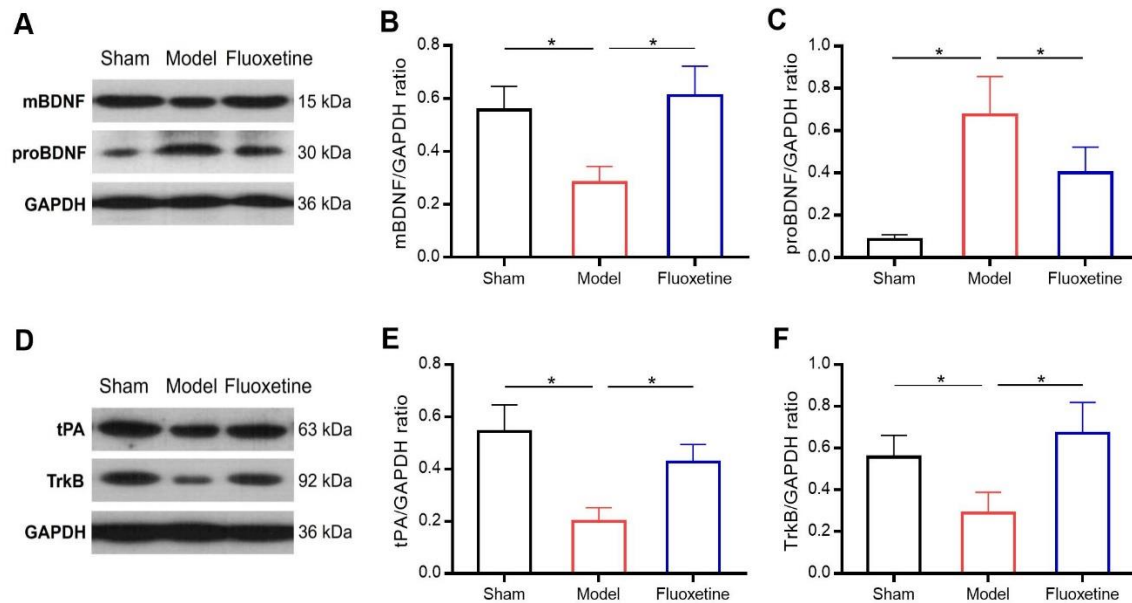 A
Sham Model Fluoxetine
mBDNF 15 kDa
proBDNF 30 kDa
GAPDH 36 kDa
B
mBDNF/GAPDH ratio
0.8
0.6
0.4
0.2
0.0
* *
Sham Model Fluoxetine
C
proBDNF/GAPDH ratio
1.0
0.8
0.6
0.4
0.2
0.0
* *
Sham Model Fluoxetine
D
Sham Model Fluoxetine
tPA 63 kDa
TrkB 92 kDa
GAPDH 36 kDa
E
tPA/GAPDH ratio
0.8
0.6
0.4
0.2
0.0
* *
Sham Model Fluoxetine
F
TrkB/GAPDH ratio
1.0
0.8
0.6
0.4
0.2
0.0
* *
Sham Model Fluoxetine